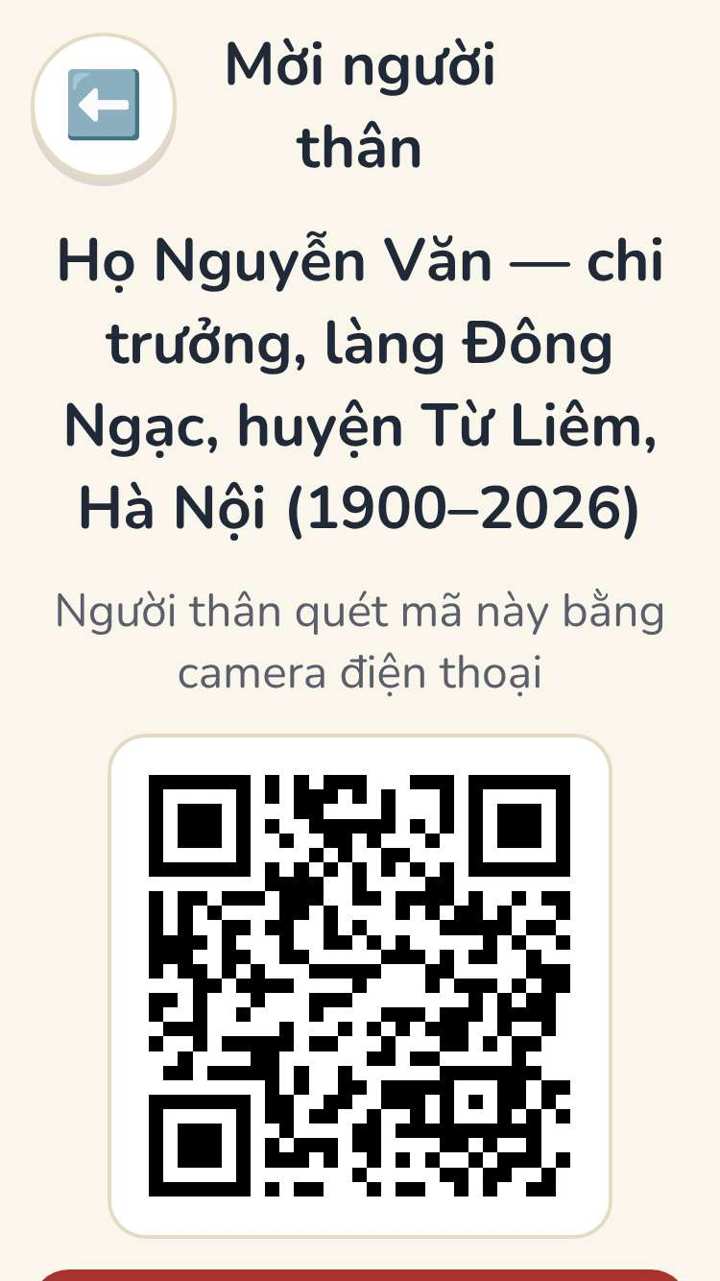 Mời người
thân
Họ Nguyễn Văn — chi
trưởng, làng Đông
Ngạc, huyện Từ Liêm,
Hà Nội (1900–2026)
Người thân quét mã này bằng
camera điện thoại